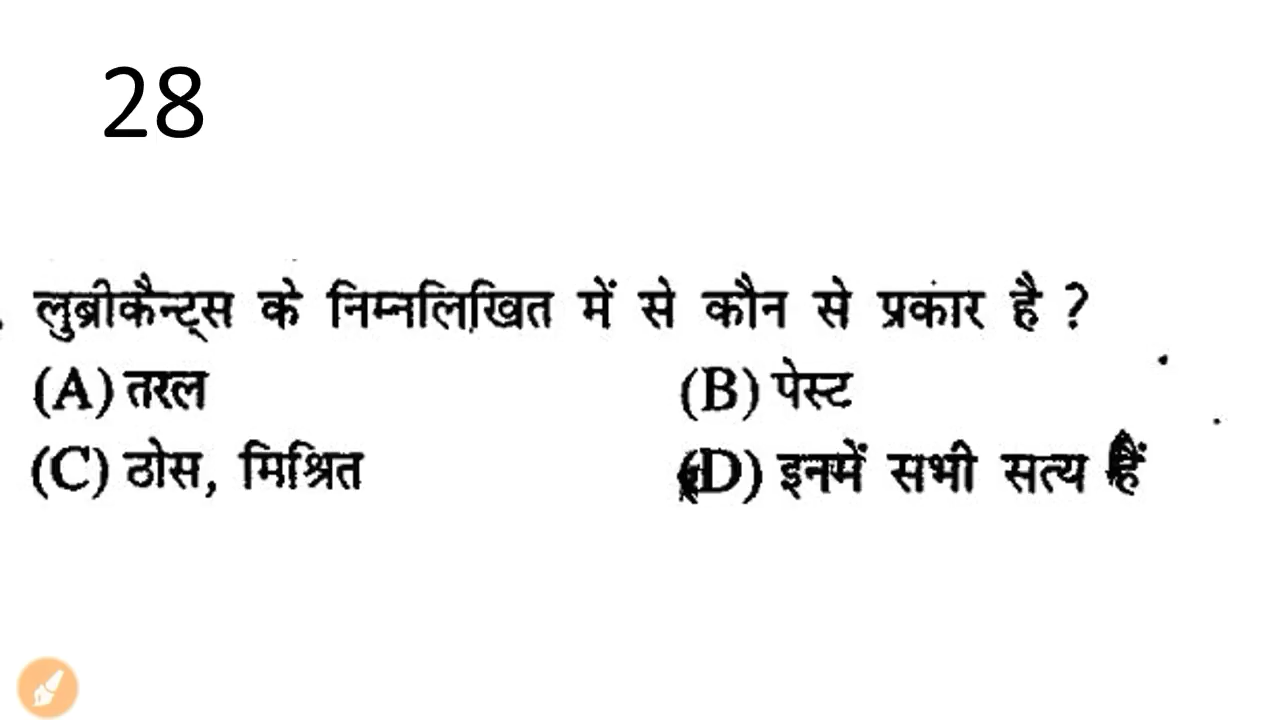 28
लुब्रीकैन्ट्स के निम्नलिखित में से कौन से प्रकार है ?
(A) तरल (B) पेस्ट
(C) ठोस, मिश्रित (D) इनमें सभी सत्य हैं